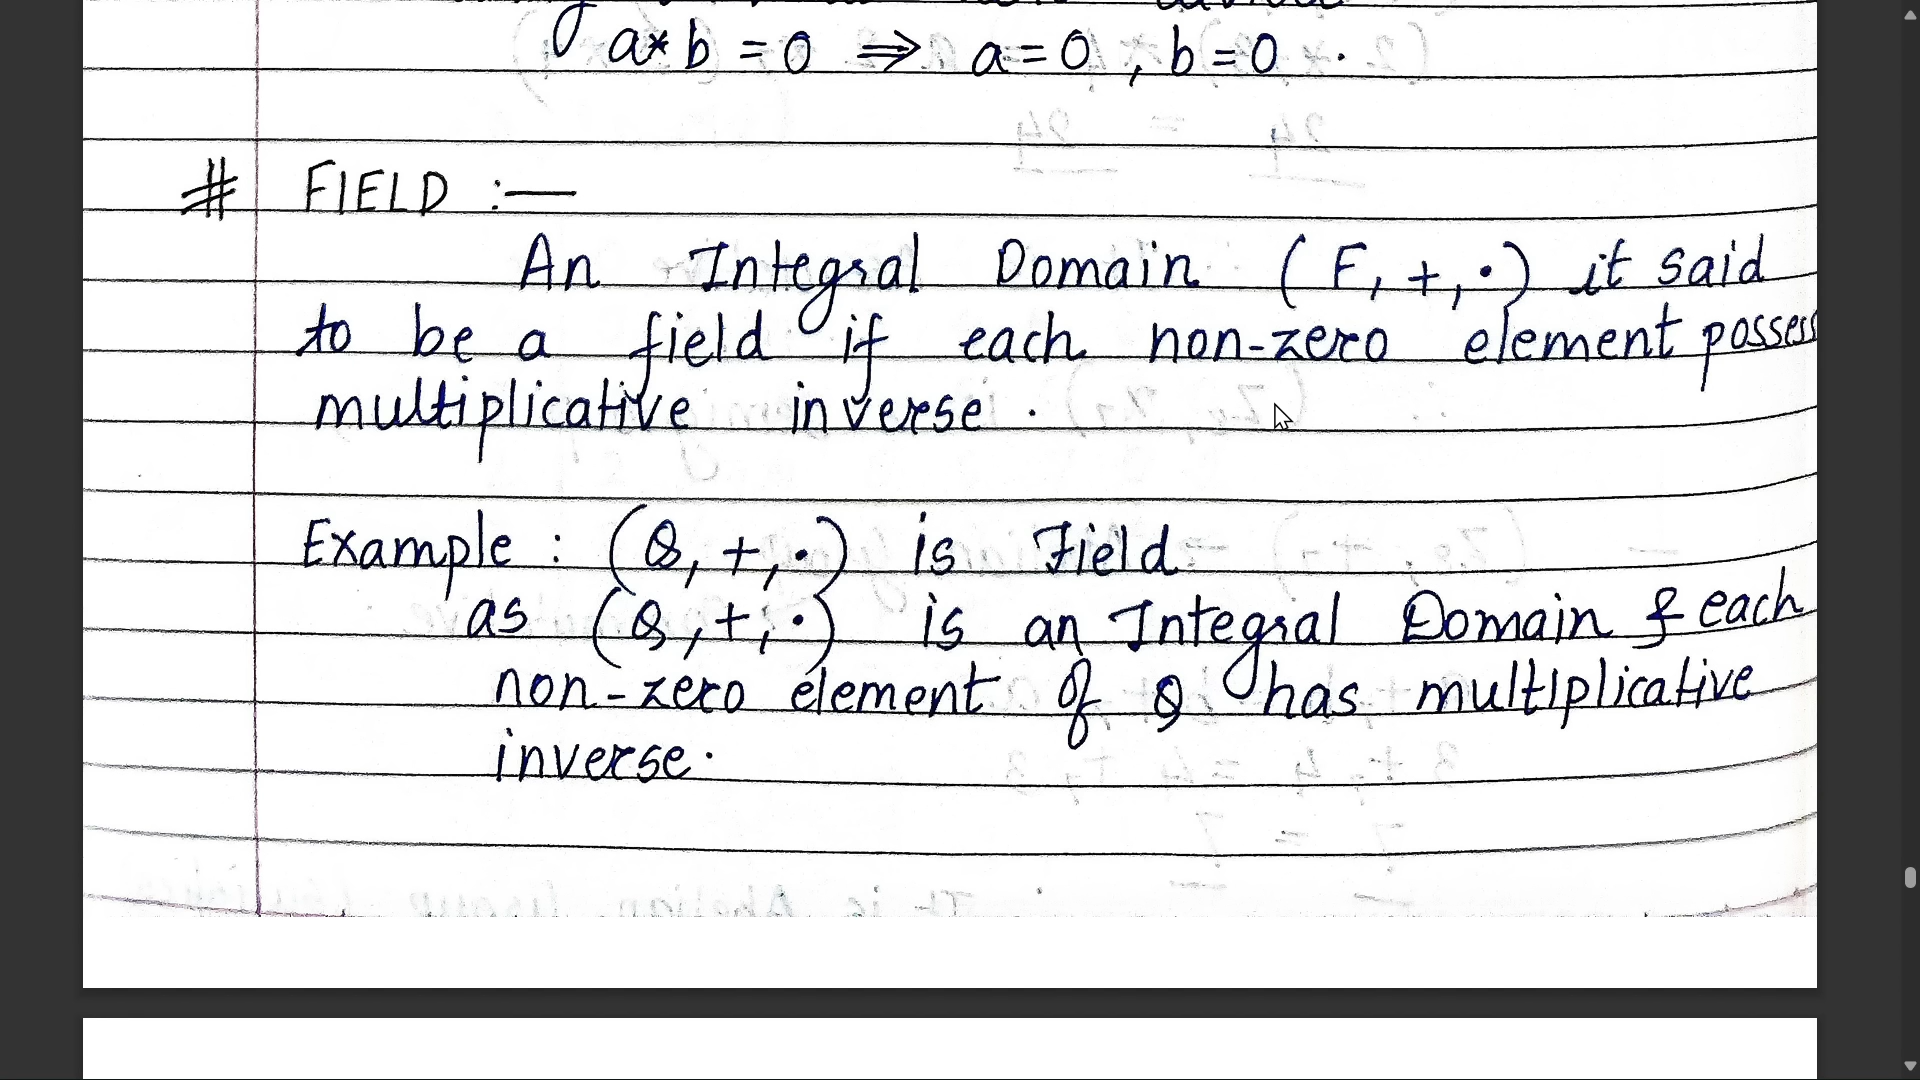 a * b = 0 ⇒ a = 0 , b = 0 .
# FIELD :—
An Integral Domain ( F, +, •) it said
to be a field if each non-zero element possess
multiplicative inverse .
Example : (Q, +, •) is Field
as (Q, +, •) is an Integral Domain & each
non-zero element of Q has multiplicative
inverse.